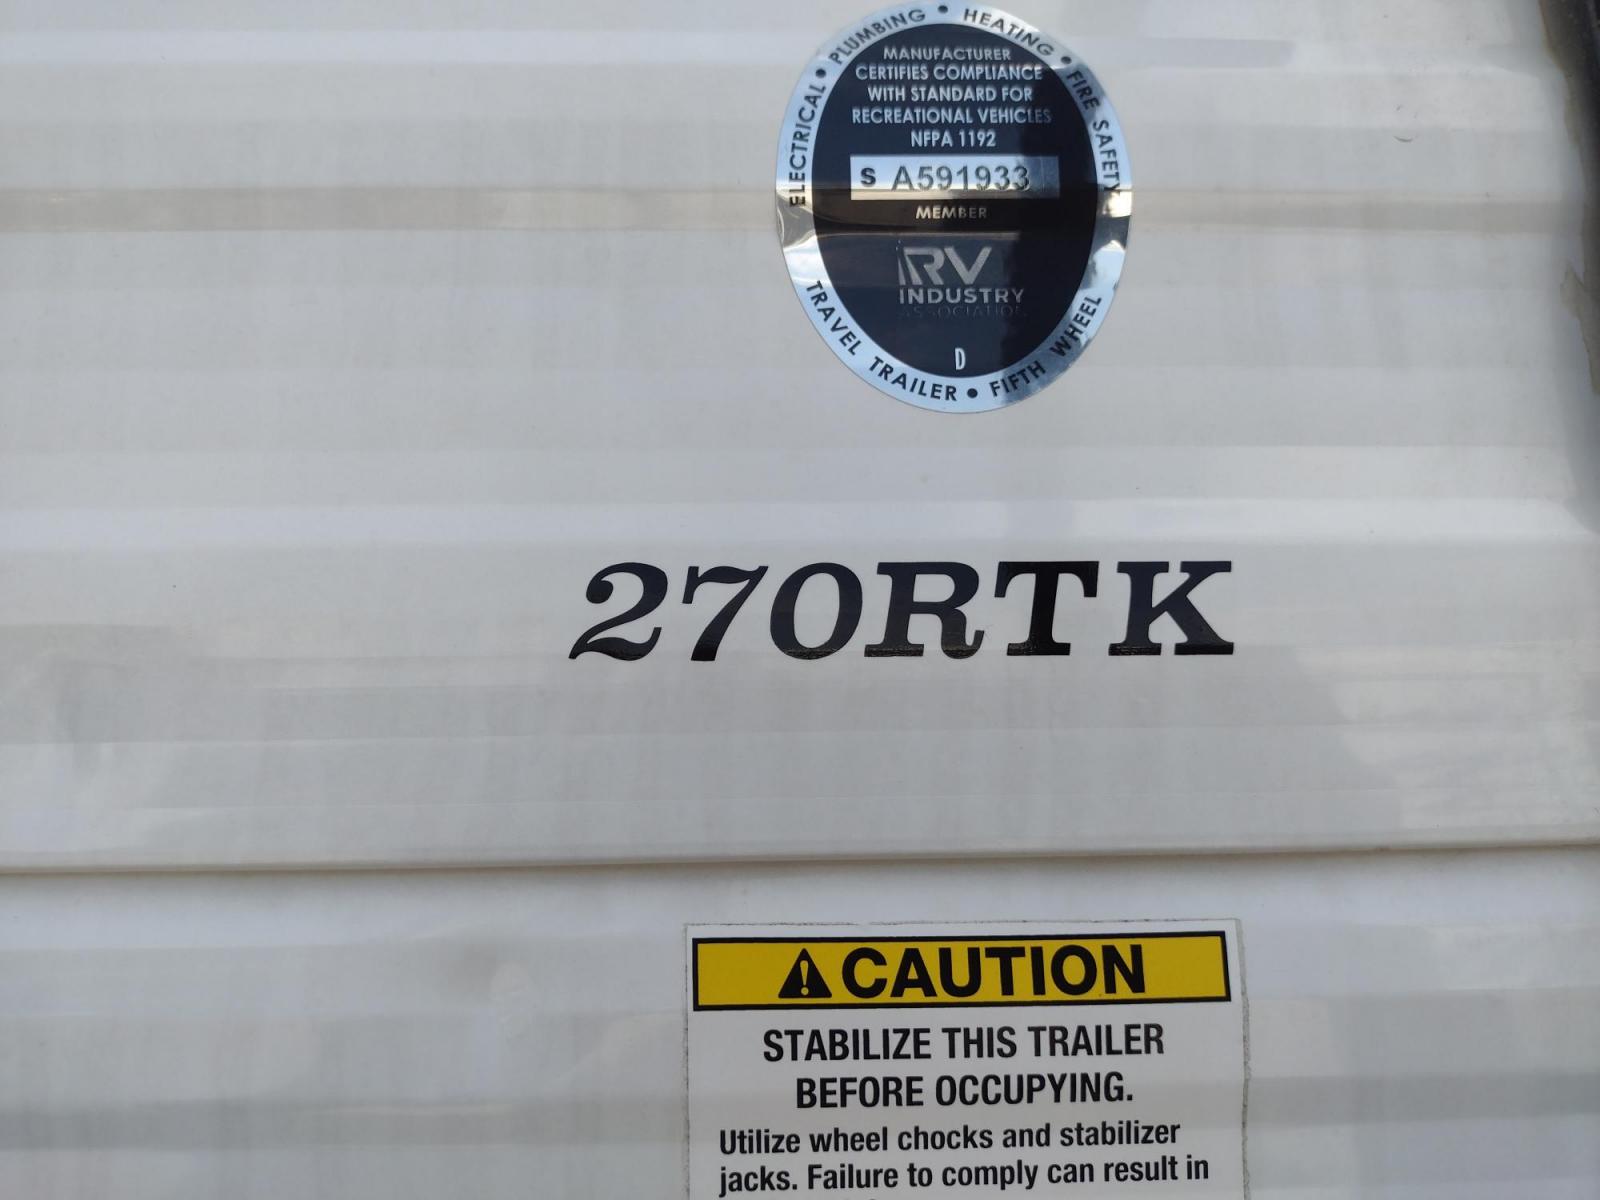 ELECTRICAL • PLUMBING • HEATING • FIRE SAFETY
MANUFACTURER
CERTIFIES COMPLIANCE
WITH STANDARD FOR
RECREATIONAL VEHICLES
NFPA 1192
S A591933
MEMBER
RV
INDUSTRY
ASSOCIATION
D
TRAVEL TRAILER • FIFTH WHEEL
270RTK
CAUTION
STABILIZE THIS TRAILER
BEFORE OCCUPYING.
Utilize wheel chocks and stabilizer
jacks. Failure to comply can result in